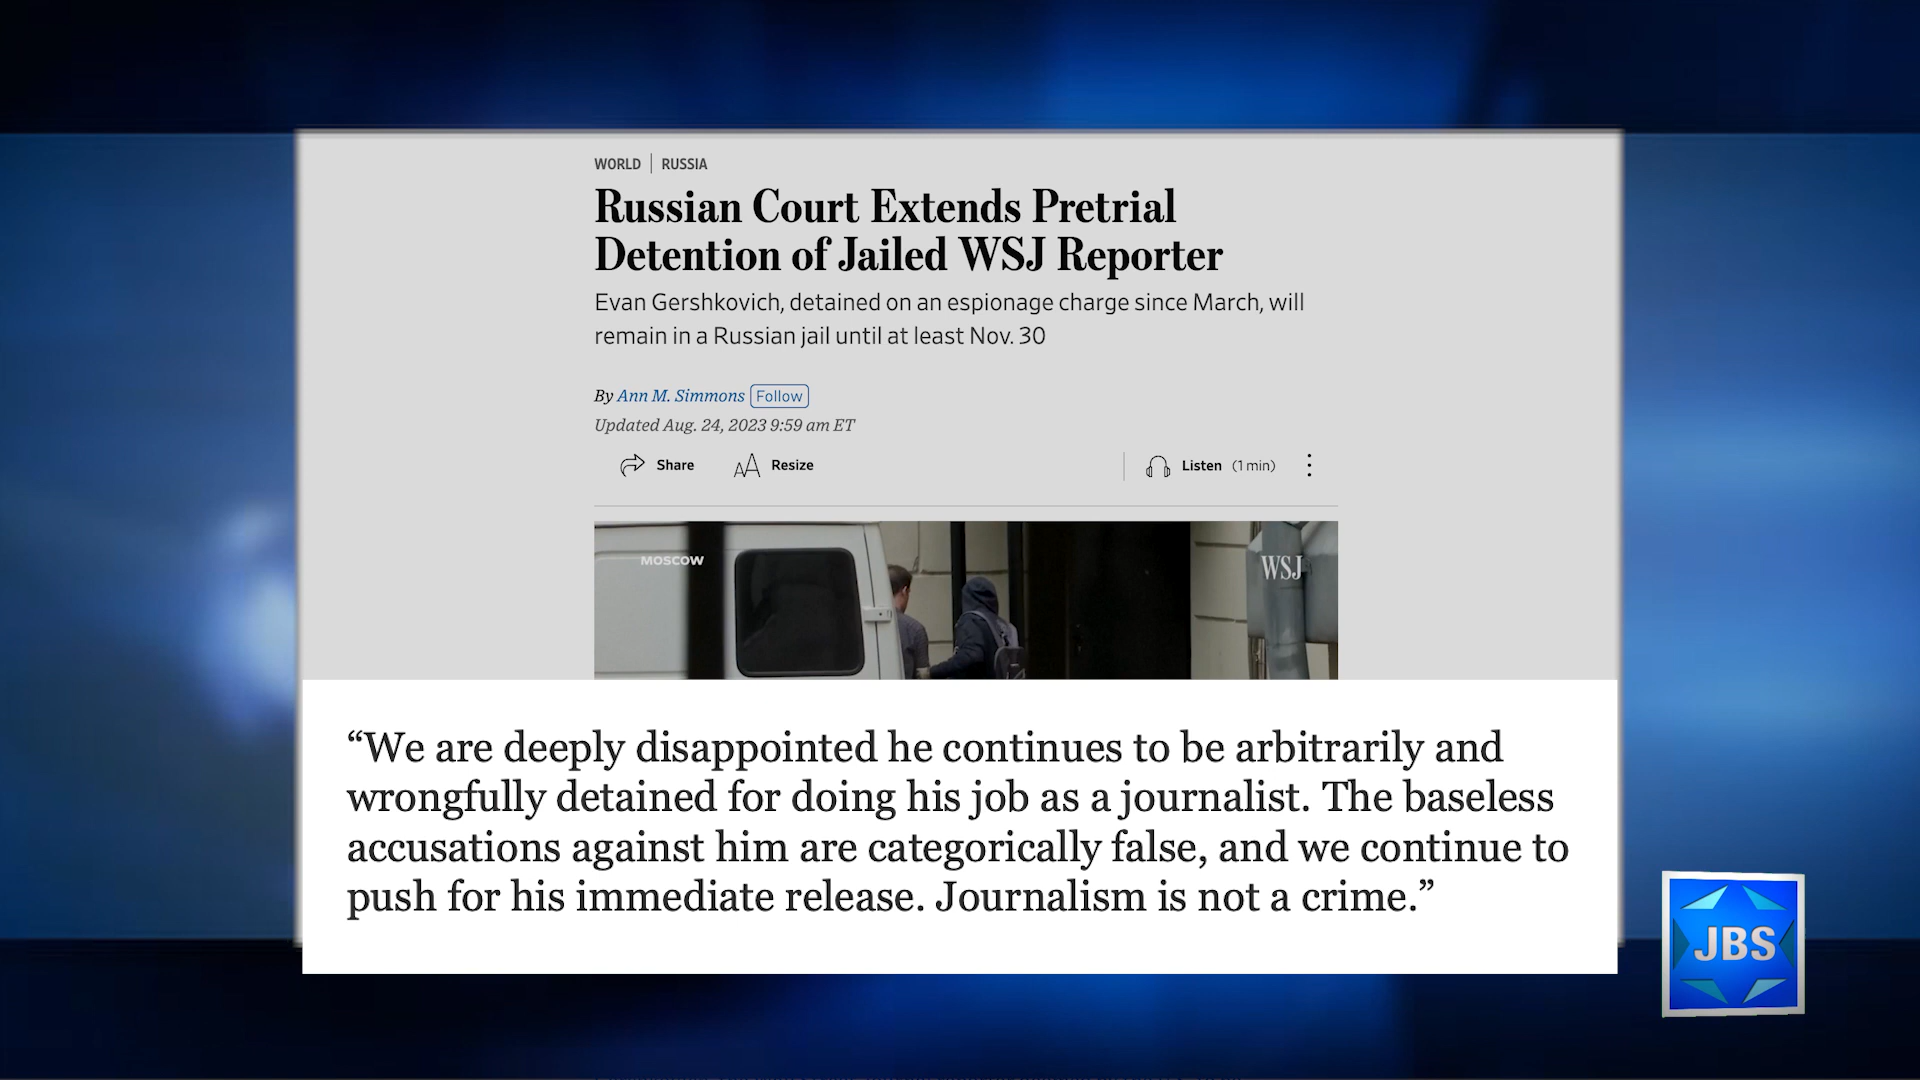 WORLD | RUSSIA
Russian Court Extends Pretrial
Detention of Jailed WSJ Reporter
Evan Gershkovich, detained on an espionage charge since March, will
remain in a Russian jail until at least Nov. 30
By Ann M. Simmons Follow
Updated Aug. 24, 2023 9:59 am ET
Share Resize Listen (1 min)
MOSCOW WSJ
“We are deeply disappointed he continues to be arbitrarily and
wrongfully detained for doing his job as a journalist. The baseless
accusations against him are categorically false, and we continue to
push for his immediate release. Journalism is not a crime.”
JBS